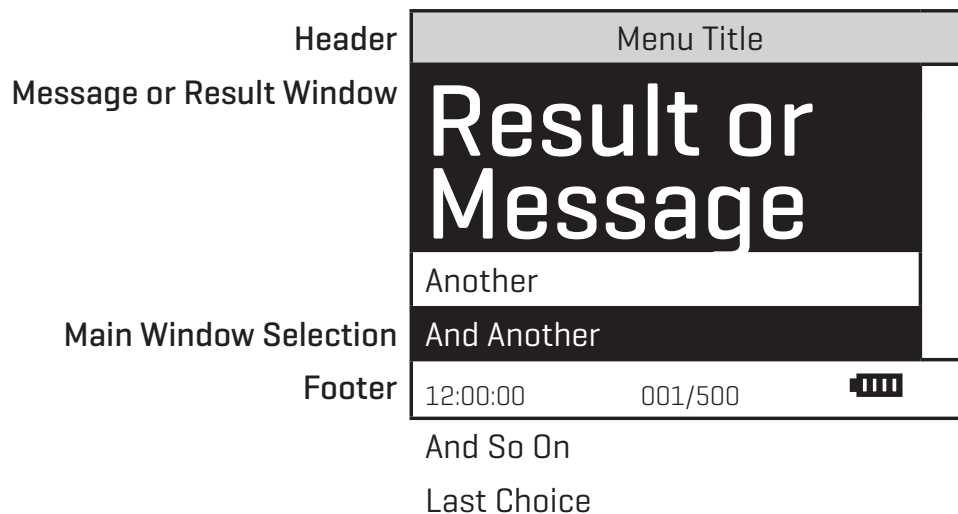 Header
Menu Title
Message or Result Window
Result or
Message
Another
Main Window Selection
And Another
Footer
12:00:00
001/500
And So On
Last Choice